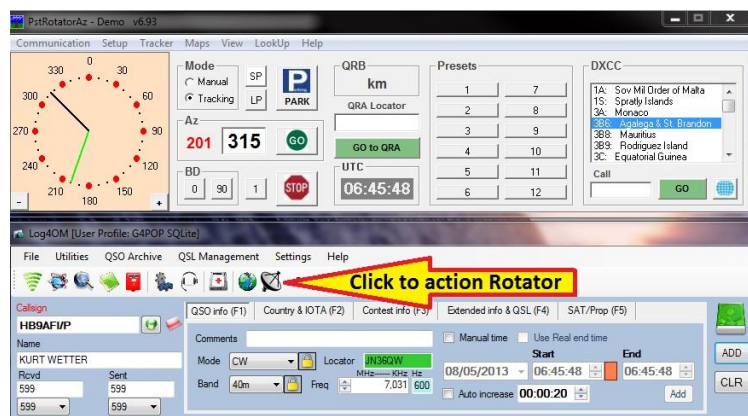 PstRotatorAz - Demo v6.93
Communication Setup Tracker Maps View LookUp Help
0
330 30
300 60
270 90
240 120
210 150
180
- +
Mode
Manual
Tracking
SP
LP
PARK
Az
201 315 GO
BD
0 90 1 STOP
QRB
km
QRA Locator
GO to QRA
UTC
06:45:48
Presets
1 7
2 8
3 9
4 10
5 11
6 12
DXCC
1A: Sov Mil Order of Malta
1S: Spratly Islands
3A: Monaco
3B6: Agalega & St. Brandon
3B8: Mauritius
3B9: Rodriguez Island
3C: Equatorial Guinea
Call
GO
Log4OM [User Profile: G4POP SQLite]
File Utilities QSO Archive QSL Management Settings Help
Click to action Rotator
Callsign
HB9AFI/P
Name
KURT WETTER
Rcvd Sent
599 599
599 599
QSO info (F1) Country & IOTA (F2) Contest info (F3) Extended info & QSL (F4) SAT/Prop (F5)
Comments
Mode CW Locator JN36QW
MHz----- KHz Hz
Band 40m Freq 7,031 600
Manual time Use Real end time
Start End
08/05/2013 06:45:48 06:45:48
Auto increase 00:00:20 Add
ADD
CLR